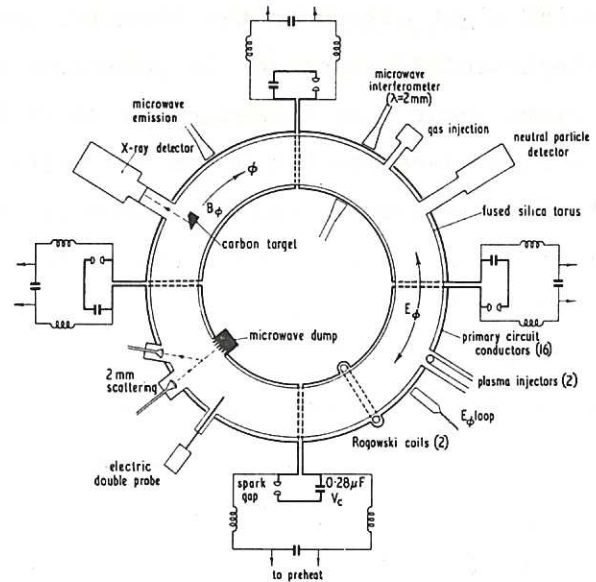 microwave
interferometer
(λ=2mm)
microwave
emission
gas injection
X-ray detector
neutral particle
detector
ϕ
Bϕ
fused silica torus
carbon target
Eϕ
microwave dump
primary circuit
conductors (16)
2mm
scattering
plasma injectors (2)
Eϕ loop
Rogowski coils (2)
electric
double probe
spark
gap
0·28μF
Vc
to preheat